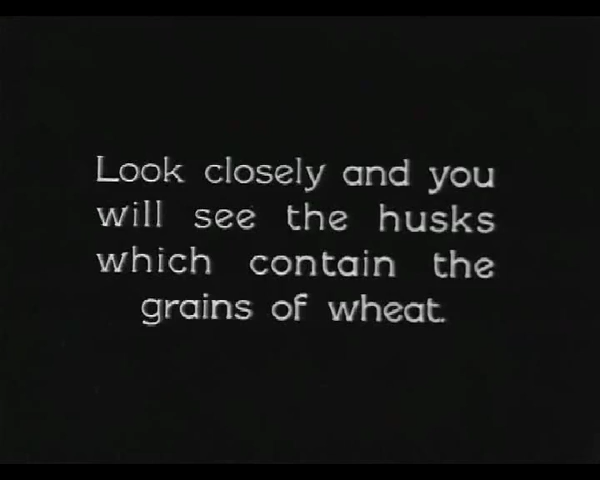 Look closely and you
will see the husks
which contain the
grains of wheat.